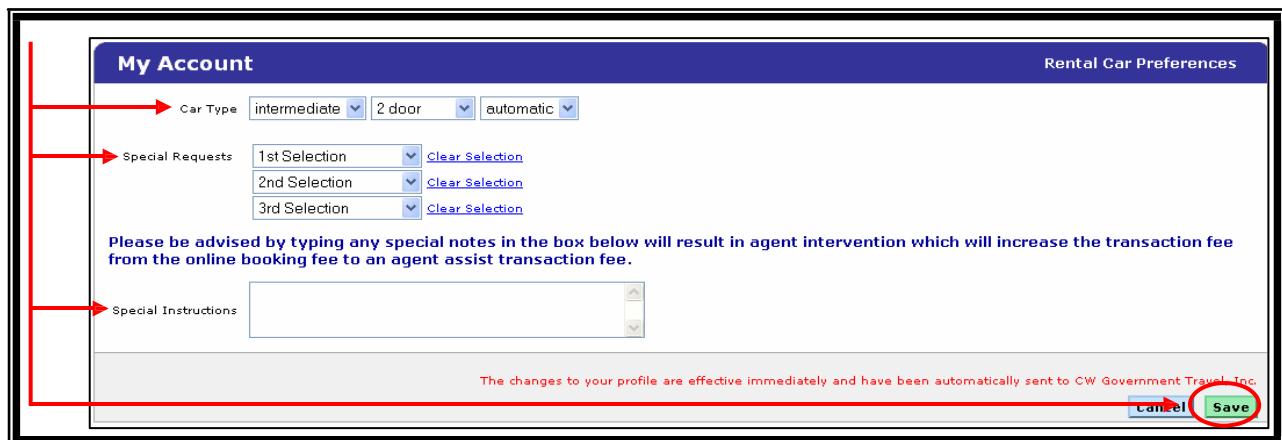 My Account Rental Car Preferences
Car Type intermediate 2 door automatic
Special Requests 1st Selection Clear Selection
2nd Selection Clear Selection
3rd Selection Clear Selection
Please be advised by typing any special notes in the box below will result in agent intervention which will increase the transaction fee
from the online booking fee to an agent assist transaction fee.
Special Instructions
The changes to your profile are effective immediately and have been automatically sent to CW Government Travel, Inc.
Cancel Save